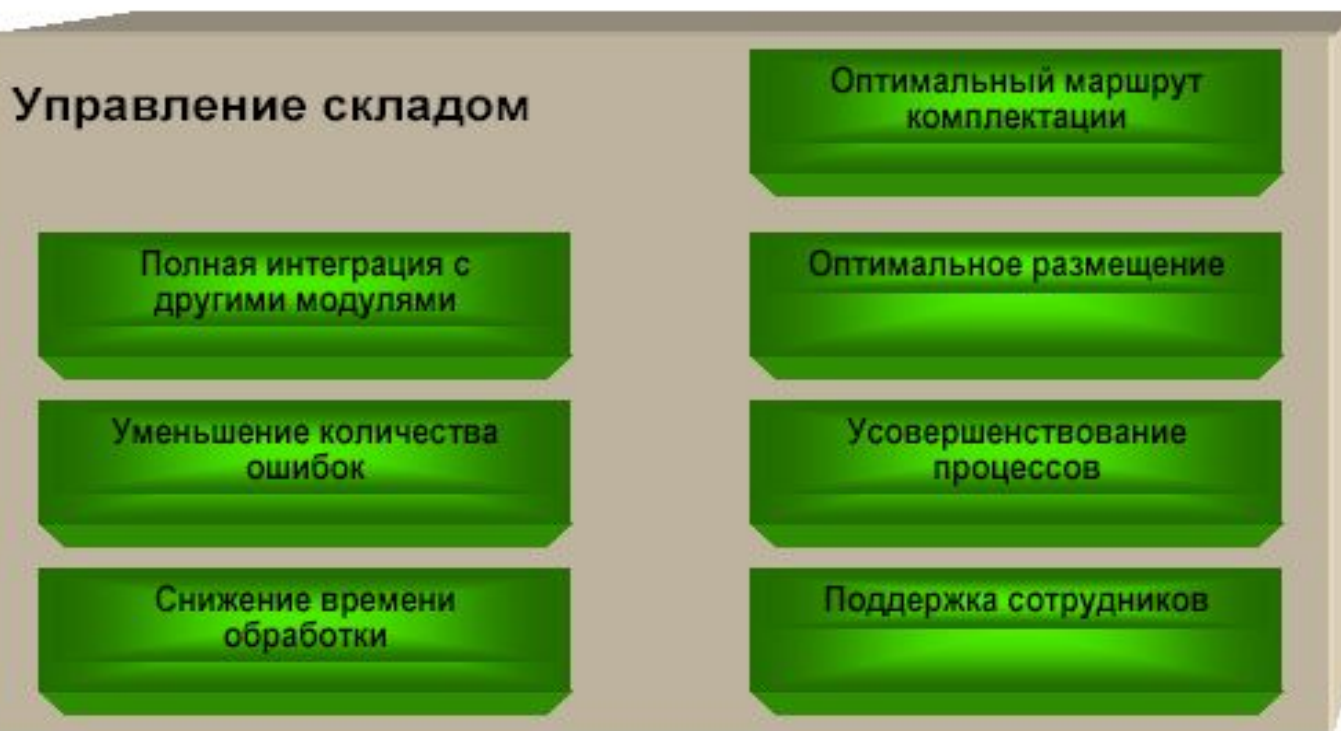 Управление складом
Оптимальный маршрут
комплектации
Полная интеграция с
другими модулями
Оптимальное размещение
Уменьшение количества
ошибок
Усовершенствование
процессов
Снижение времени
обработки
Поддержка сотрудников